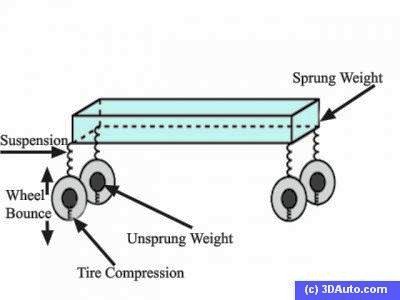 Sprung Weight
Suspension
Wheel
Bounce
Unsprung Weight
Tire Compression
(c) 3DAuto.com